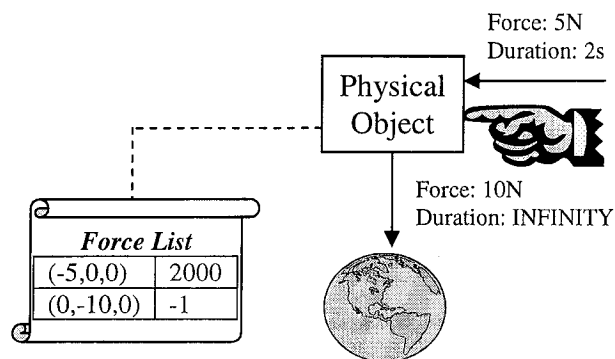 Force: 5N
Duration: 2s
Physical
Object
Force: 10N
Duration: INFINITY
Force List
(-5,0,0) 2000
(0,-10,0) -1